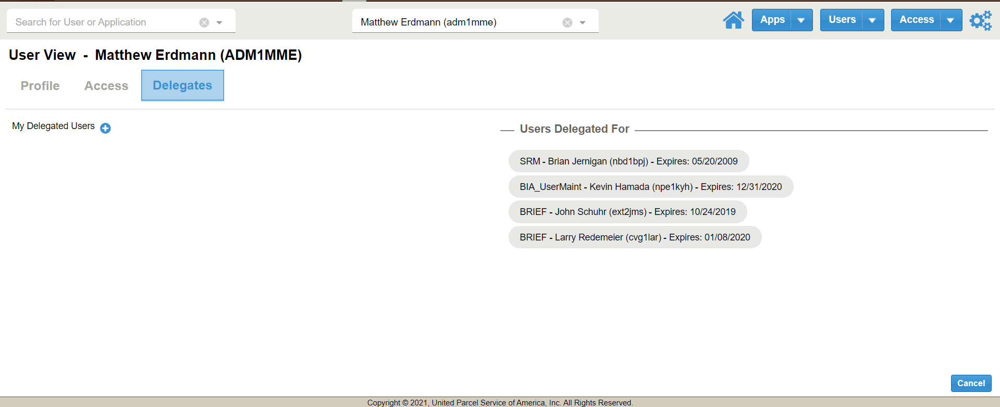 Search for User or Application
Matthew Erdmann (adm1mme)
Apps
Users
Access
User View - Matthew Erdmann (ADM1MME)
Profile
Access
Delegates
My Delegated Users
Users Delegated For
SRM - Brian Jernigan (nbd1bpj) - Expires: 05/20/2009
BIA_UserMaint - Kevin Hamada (npe1kyh) - Expires: 12/31/2020
BRIEF - John Schuhr (ext2jms) - Expires: 10/24/2019
BRIEF - Larry Redemeier (cvg1lar) - Expires: 01/08/2020
Cancel
Copyright © 2021, United Parcel Service of America, Inc. All Rights Reserved.